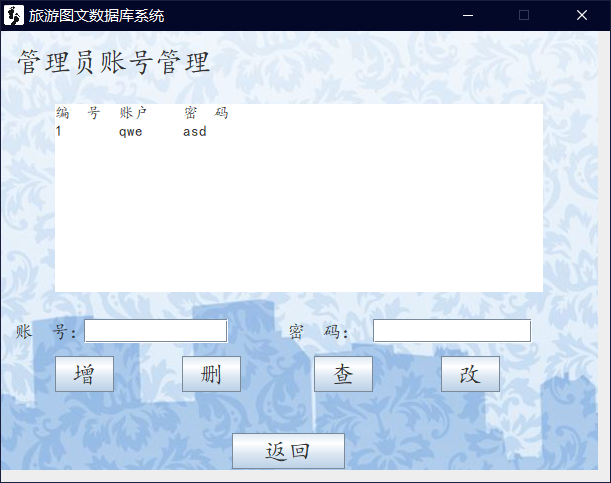 旅游图文数据库系统
管理员账号管理
编 号 账户 密 码
1 qwe asd
账 号: 密 码:
增 删 查 改
返回